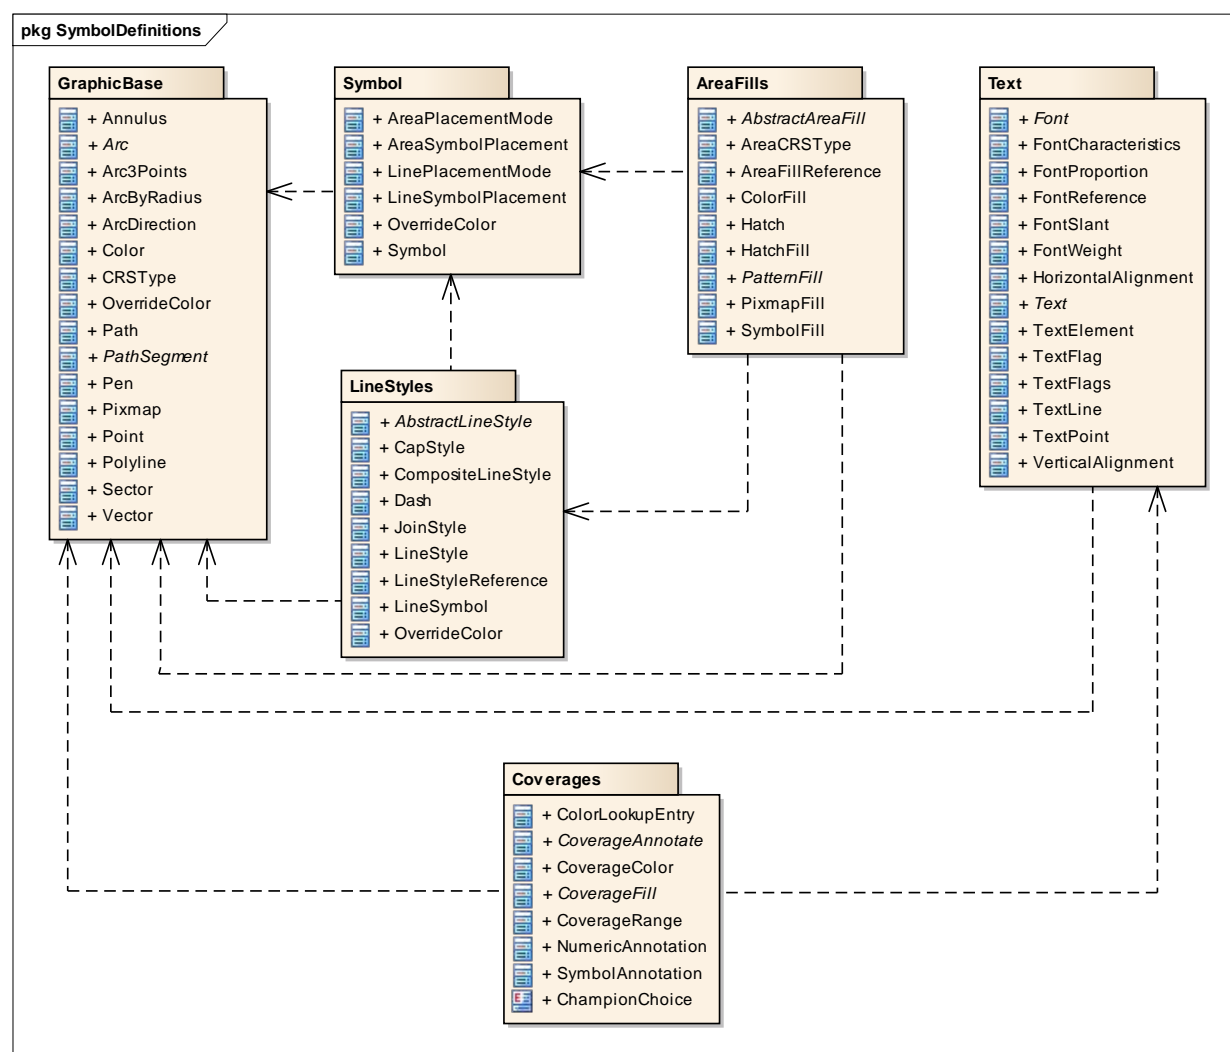 pkg SymbolDefinitions
GraphicBase
+ Annulus
+ Arc
+ Arc3Points
+ ArcByRadius
+ ArcDirection
+ Color
+ CRSType
+ OverrideColor
+ Path
+ PathSegment
+ Pen
+ Pixmap
+ Point
+ Polyline
+ Sector
+ Vector
Symbol
+ AreaPlacementMode
+ AreaSymbolPlacement
+ LinePlacementMode
+ LineSymbolPlacement
+ OverrideColor
+ Symbol
AreaFills
+ AbstractAreaFill
+ AreaCRSType
+ AreaFillReference
+ ColorFill
+ Hatch
+ HatchFill
+ PatternFill
+ PixmapFill
+ SymbolFill
Text
+ Font
+ FontCharacteristics
+ FontProportion
+ FontReference
+ FontSlant
+ FontWeight
+ HorizontalAlignment
+ Text
+ TextElement
+ TextFlag
+ TextFlags
+ TextLine
+ TextPoint
+ VerticalAlignment
LineStyles
+ AbstractLineStyle
+ CapStyle
+ CompositeLineStyle
+ Dash
+ JoinStyle
+ LineStyle
+ LineStyleReference
+ LineSymbol
+ OverrideColor
Coverages
+ ColorLookupEntry
+ CoverageAnnotate
+ CoverageColor
+ CoverageFill
+ CoverageRange
+ NumericAnnotation
+ SymbolAnnotation
+ ChampionChoice